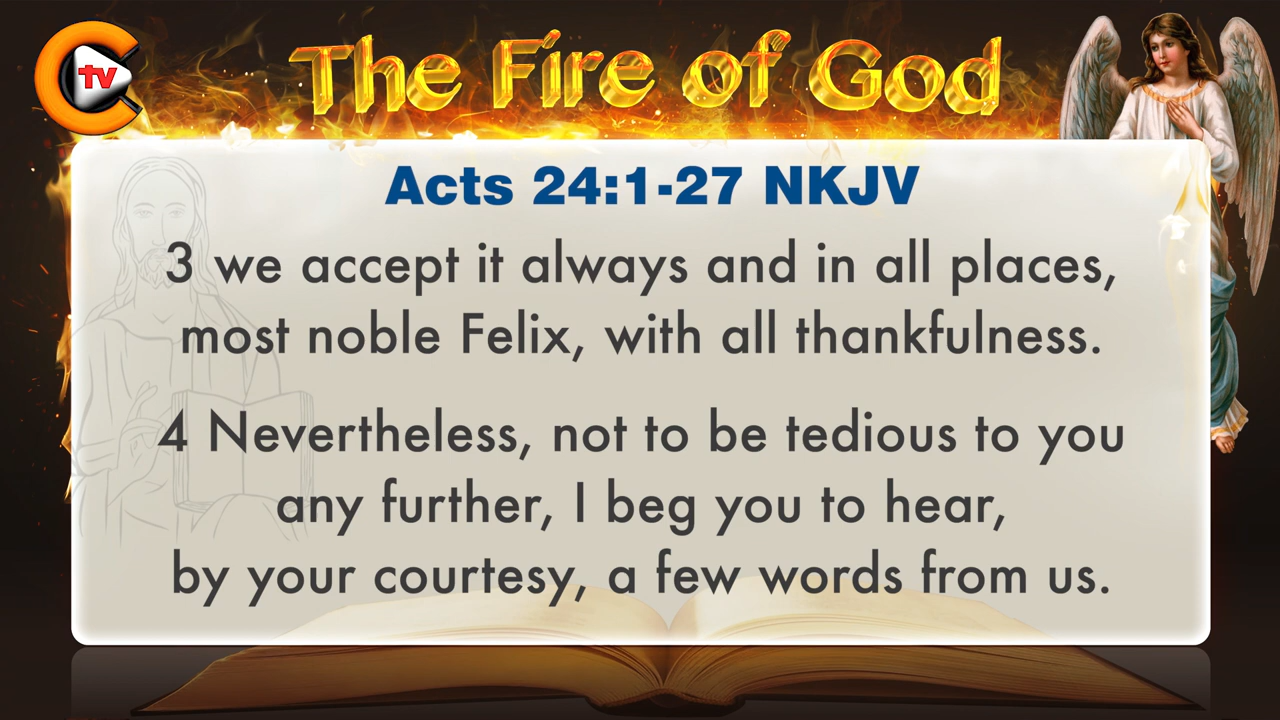 C tv
The Fire of God
Acts 24:1-27 NKJV
3 we accept it always and in all places,
most noble Felix, with all thankfulness.
4 Nevertheless, not to be tedious to you
any further, I beg you to hear,
by your courtesy, a few words from us.